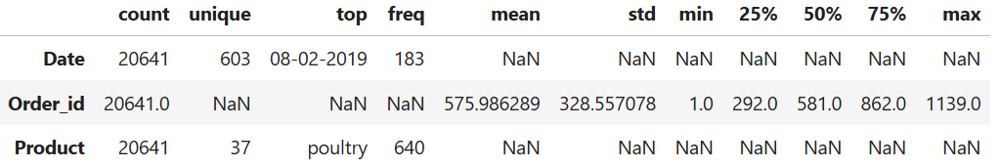 count unique top freq mean std min 25% 50% 75% max
Date 20641 603 08-02-2019 183 NaN NaN NaN NaN NaN NaN NaN
Order_id 20641.0 NaN NaN NaN 575.986289 328.557078 1.0 292.0 581.0 862.0 1139.0
Product 20641 37 poultry 640 NaN NaN NaN NaN NaN NaN NaN